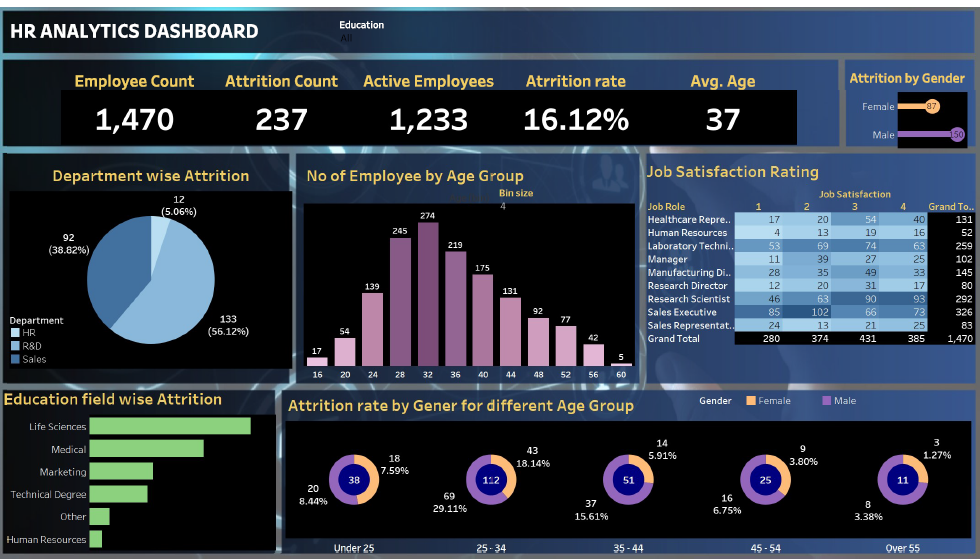 HR ANALYTICS DASHBOARD
Education
All
Employee Count
Attrition Count
Active Employees
Atrrition rate
Avg. Age
1,470
237
1,233
16.12%
37
Attrition by Gender
Female
87
Male
150
Department wise Attrition
12
(5.06%)
92
(38.82%)
133
(56.12%)
Department
HR
R&D
Sales
No of Employee by Age Group
Bin size
4
17
54
139
245
274
219
175
131
92
77
42
5
16 20 24 28 32 36 40 44 48 52 56 60
Job Satisfaction Rating
Job Satisfaction
Job Role 1 2 3 4 Grand To..
Healthcare Repre.. 17 20 54 40 131
Human Resources 4 13 19 16 52
Laboratory Techni.. 53 69 74 63 259
Manager 11 39 27 25 102
Manufacturing Di.. 28 35 49 33 145
Research Director 12 20 31 17 80
Research Scientist 46 63 90 93 292
Sales Executive 85 102 66 73 326
Sales Representat.. 24 13 21 25 83
Grand Total 280 374 431 385 1,470
Education field wise Attrition
Life Sciences
Medical
Marketing
Technical Degree
Other
Human Resources
Attrition rate by Gener for different Age Group
Gender
Female
Male
18
7.59%
38
20
8.44%
Under 25
43
18.14%
112
69
29.11%
25 - 34
14
5.91%
51
37
15.61%
35 - 44
9
3.80%
25
16
6.75%
45 - 54
3
1.27%
11
8
3.38%
Over 55